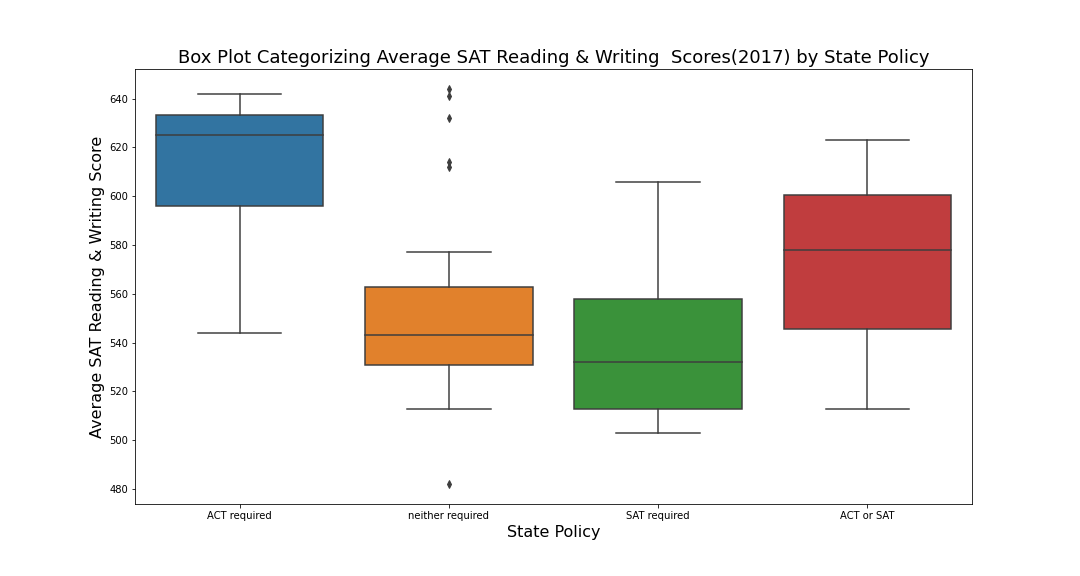 Box Plot Categorizing Average SAT Reading & Writing  Scores(2017) by State Policy
Average SAT Reading & Writing Score
640
620
600
580
560
540
520
500
480
ACT required
neither required
SAT required
ACT or SAT
State Policy